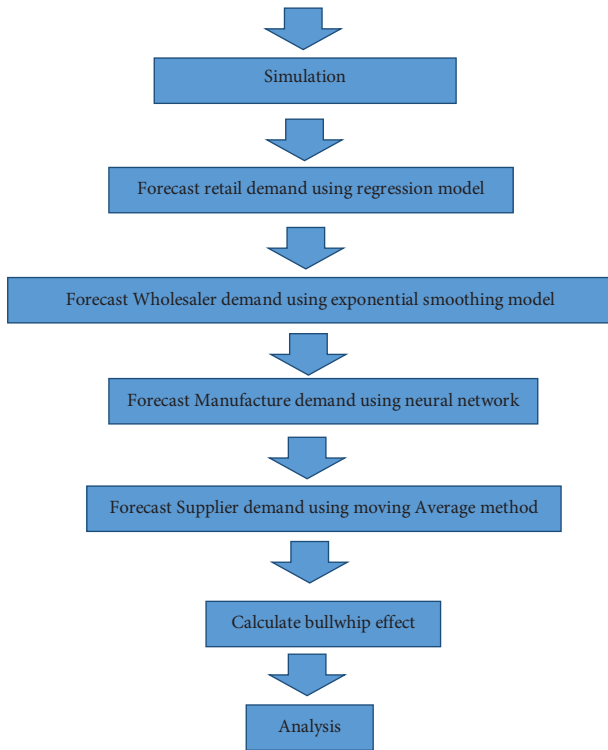 Simulation
Forecast retail demand using regression model
Forecast Wholesaler demand using exponential smoothing model
Forecast Manufacture demand using neural network
Forecast Supplier demand using moving Average method
Calculate bullwhip effect
Analysis